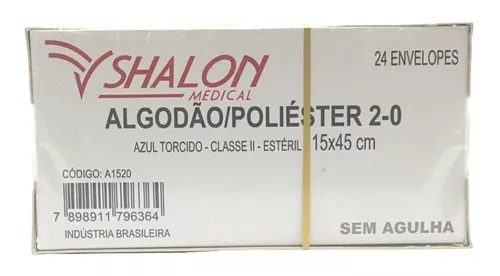 SHALON
MEDICAL
24 ENVELOPES
ALGODÃO/POLIÉSTER 2-0
AZUL TORCIDO - CLASSE II - ESTÉRIL 15x45 cm
CÓDIGO: A1520
7 898911 796364
INDÚSTRIA BRASILEIRA
SEM AGULHA